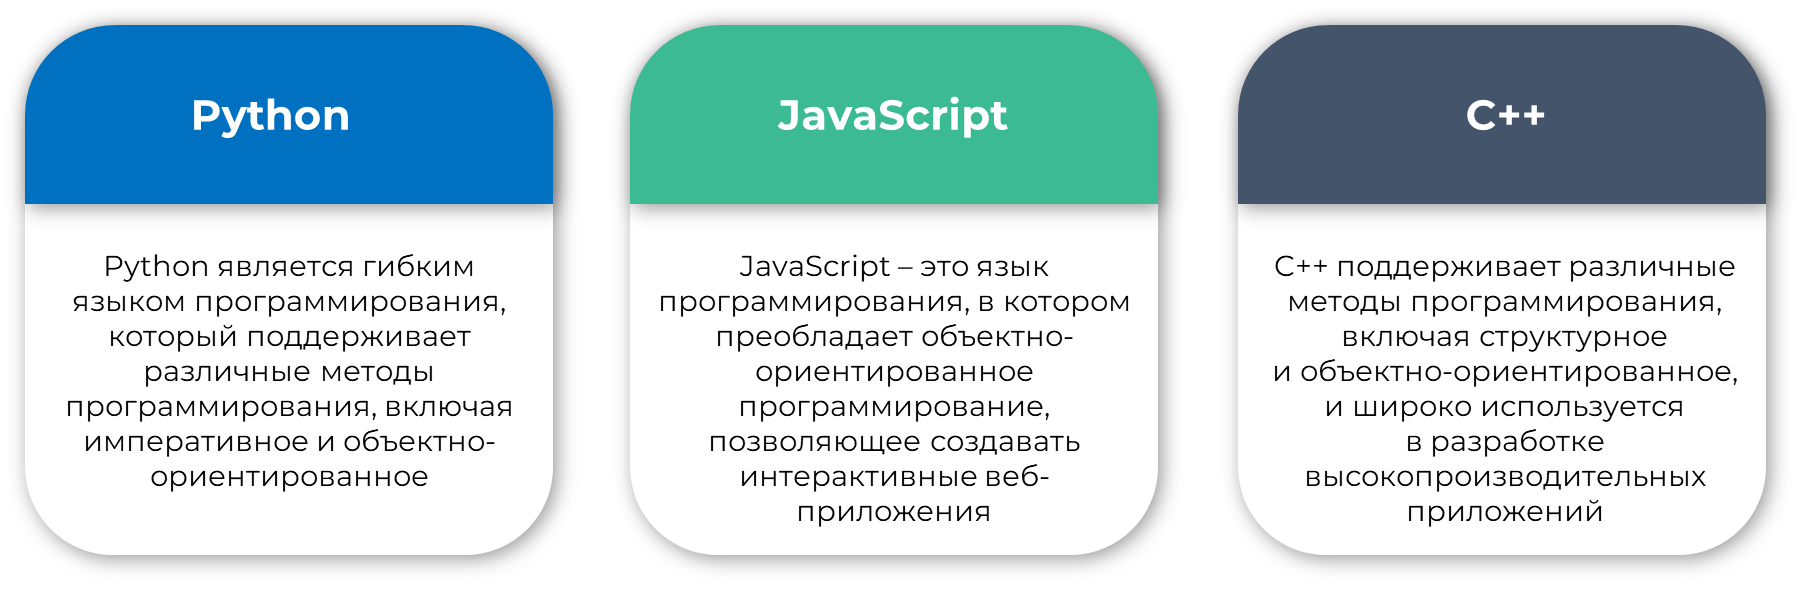 Python
Python является гибким
языком программирования,
который поддерживает
различные методы
программирования, включая
императивное и объектно-
ориентированное
JavaScript
JavaScript – это язык
программирования, в котором
преобладает объектно-
ориентированное
программирование,
позволяющее создавать
интерактивные веб-
приложения
C++
C++ поддерживает различные
методы программирования,
включая структурное
и объектно-ориентированное,
и широко используется
в разработке
высокопроизводительных
приложений